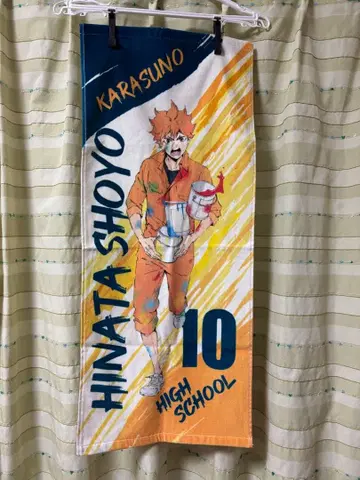 KARASUNO
HINATA SHOYO
10
HIGH
SCHOOL